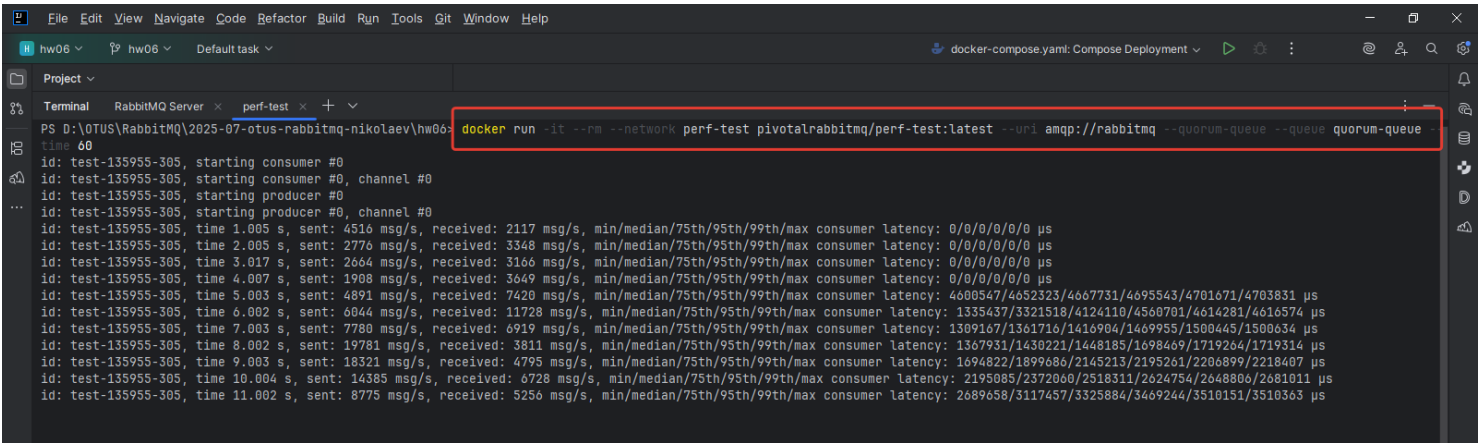 File Edit View Navigate Code Refactor Build Run Tools Git Window Help
H hw06 hw06 Default task docker-compose.yaml: Compose Deployment
Project
Terminal RabbitMQ Server × perf-test ×
PS D:\OTUS\RabbitMQ\2025-07-otus-rabbitmq-nikolaev\hw06> docker run -it --rm --network perf-test pivotalrabbitmq/perf-test:latest --uri amqp://rabbitmq --quorum-queue --queue quorum-queue --
time 60
id: test-135955-305, starting consumer #0
id: test-135955-305, starting consumer #0, channel #0
id: test-135955-305, starting producer #0
id: test-135955-305, starting producer #0, channel #0
id: test-135955-305, time 1.005 s, sent: 4516 msg/s, received: 2117 msg/s, min/median/75th/95th/99th/max consumer latency: 0/0/0/0/0/0 µs
id: test-135955-305, time 2.005 s, sent: 2776 msg/s, received: 3348 msg/s, min/median/75th/95th/99th/max consumer latency: 0/0/0/0/0/0 µs
id: test-135955-305, time 3.017 s, sent: 2664 msg/s, received: 3166 msg/s, min/median/75th/95th/99th/max consumer latency: 0/0/0/0/0/0 µs
id: test-135955-305, time 4.007 s, sent: 1908 msg/s, received: 3649 msg/s, min/median/75th/95th/99th/max consumer latency: 0/0/0/0/0/0 µs
id: test-135955-305, time 5.003 s, sent: 4891 msg/s, received: 7420 msg/s, min/median/75th/95th/99th/max consumer latency: 4600547/4652323/4667731/4695543/4701671/4703831 µs
id: test-135955-305, time 6.002 s, sent: 6044 msg/s, received: 11728 msg/s, min/median/75th/95th/99th/max consumer latency: 1335437/3321518/4124110/4560701/4614281/4616574 µs
id: test-135955-305, time 7.003 s, sent: 7780 msg/s, received: 6919 msg/s, min/median/75th/95th/99th/max consumer latency: 1309167/1361716/1416904/1469955/1500445/1500634 µs
id: test-135955-305, time 8.002 s, sent: 19781 msg/s, received: 3811 msg/s, min/median/75th/95th/99th/max consumer latency: 1367931/1430221/1448185/1698469/1719264/1719314 µs
id: test-135955-305, time 9.003 s, sent: 18321 msg/s, received: 4795 msg/s, min/median/75th/95th/99th/max consumer latency: 1694822/1899686/2145213/2195261/2206899/2218407 µs
id: test-135955-305, time 10.004 s, sent: 14385 msg/s, received: 6728 msg/s, min/median/75th/95th/99th/max consumer latency: 2195085/2372060/2518311/2624754/2648806/2681011 µs
id: test-135955-305, time 11.002 s, sent: 8775 msg/s, received: 5256 msg/s, min/median/75th/95th/99th/max consumer latency: 2689658/3117457/3325884/3469244/3510151/3510363 µs